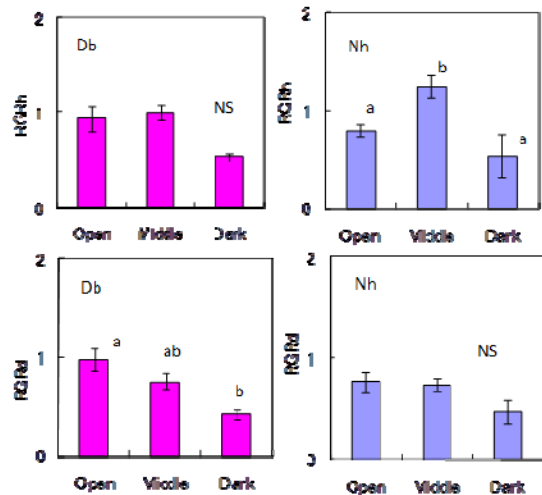 2
Db
NS
RGRh
1
0
Open Middle Dark
2
Nh
b
a
a
RGRh
1
0
Open Middle Dark
2
Db
a
ab
b
RGRd
1
0
Open Middle Dark
2
Nh
NS
RGRd
1
0
Open Middle Dark